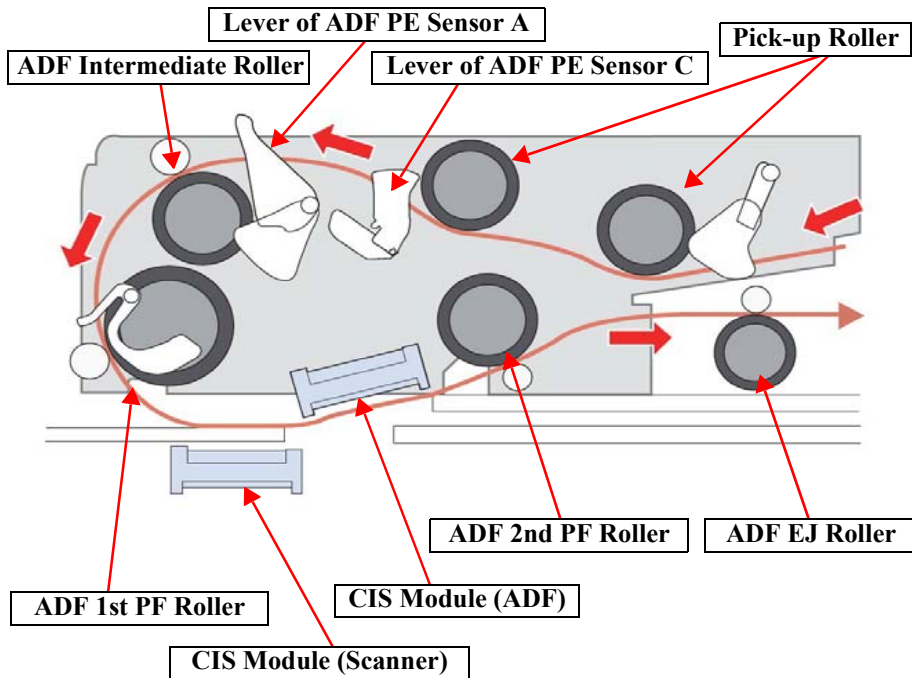 Lever of ADF PE Sensor A
Pick-up Roller
ADF Intermediate Roller
Lever of ADF PE Sensor C
ADF 2nd PF Roller
ADF EJ Roller
ADF 1st PF Roller
CIS Module (ADF)
CIS Module (Scanner)